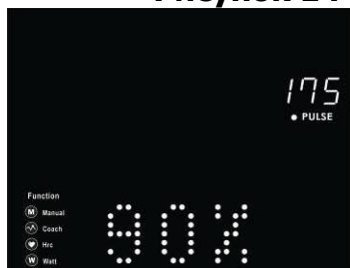 175
PULSE
Function
M Manual
Coach
Hrc
W Watt
90%